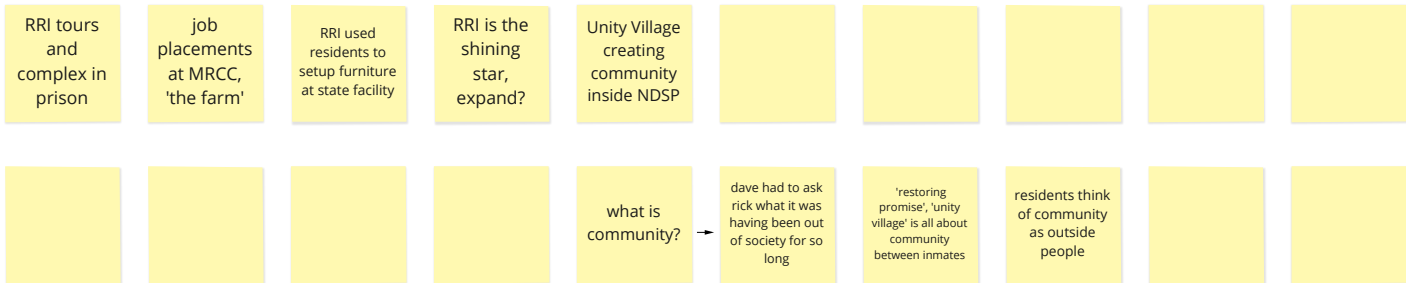 RRI tours
and
complex in
prison
job
placements
at MRCC,
'the farm'
RRI used
residents to
setup furniture
at state facility
RRI is the
shining
star,
expand?
Unity Village
creating
community
inside NDSP
what is
community?
dave had to ask
rick what it was
having been out
of society for so
long
'restoring
promise', 'unity
village' is all about
community
between inmates
residents think
of community
as outside
people